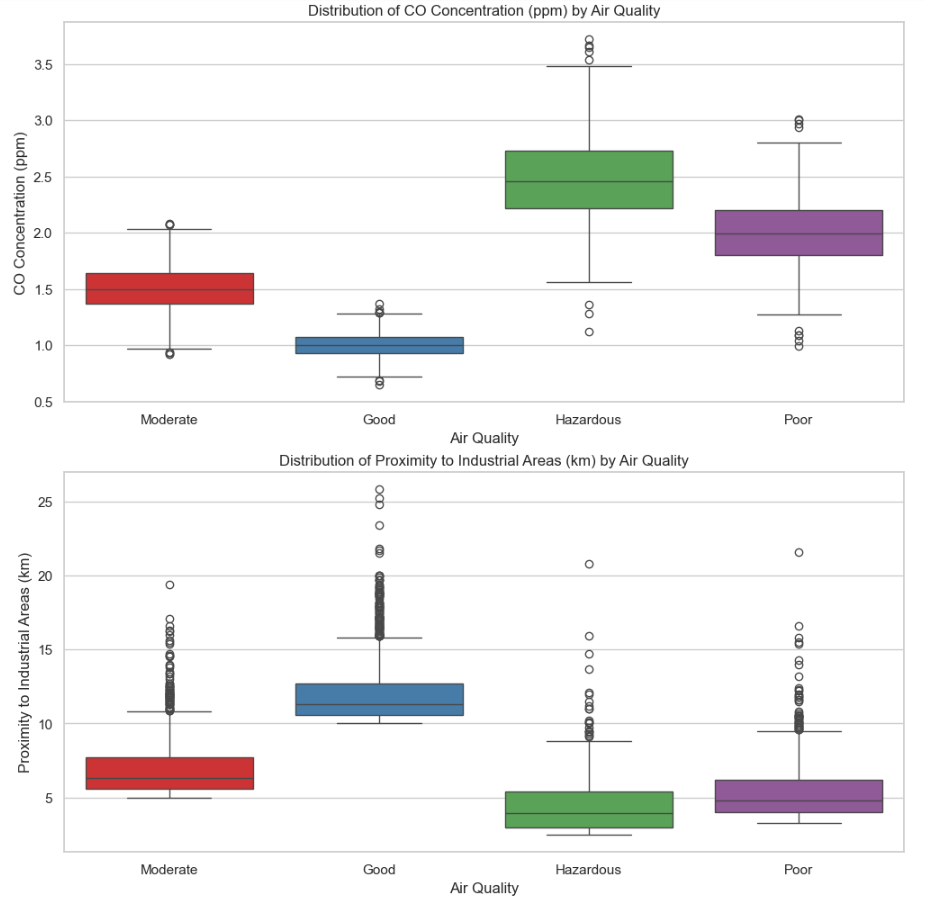 Distribution of CO Concentration (ppm) by Air Quality
CO Concentration (ppm)
3.5
3.0
2.5
2.0
1.5
1.0
0.5
Moderate Good Hazardous Poor
Air Quality
Distribution of Proximity to Industrial Areas (km) by Air Quality
Proximity to Industrial Areas (km)
25
20
15
10
5
Moderate Good Hazardous Poor
Air Quality